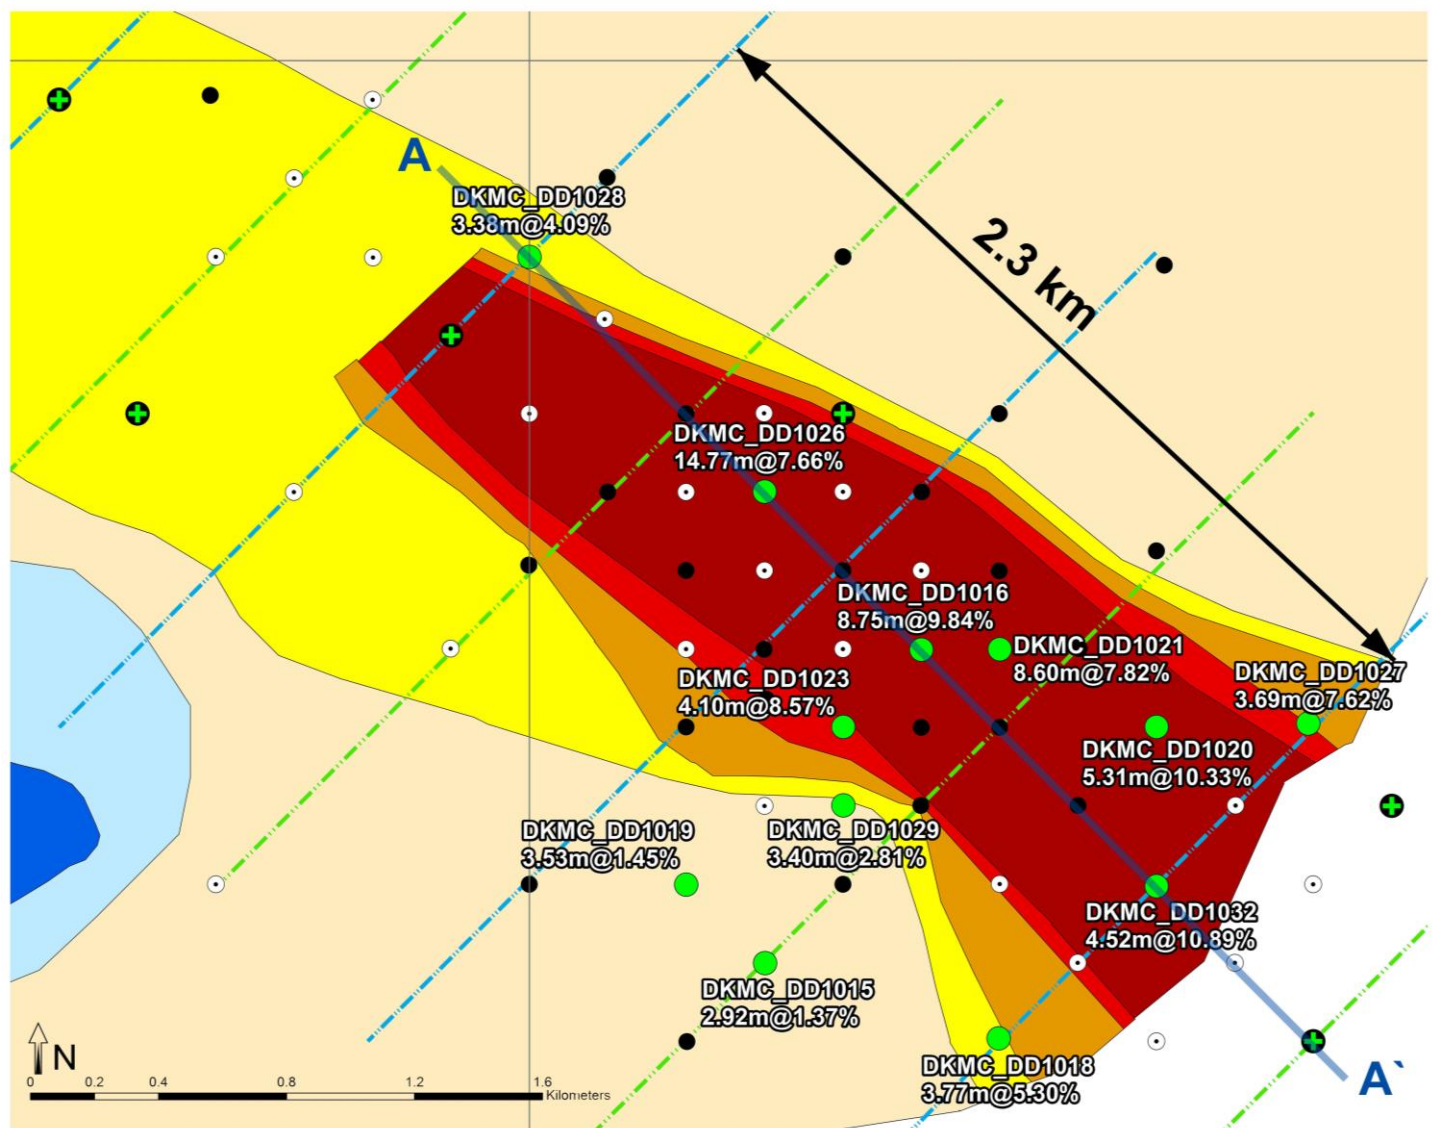 A
DKMC_DD1028
3.38m@4.09%
2.3 km
DKMC_DD1026
14.77m@7.66%
DKMC_DD1016
8.75m@9.84%
DKMC_DD1021
8.60m@7.82%
DKMC_DD1027
3.69m@7.62%
DKMC_DD1023
4.10m@8.57%
DKMC_DD1020
5.31m@10.33%
DKMC_DD1019
3.53m@1.45%
DKMC_DD1029
3.40m@2.81%
DKMC_DD1032
4.52m@10.89%
DKMC_DD1015
2.92m@1.37%
DKMC_DD1018
3.77m@5.30%
A`
N
0 0.2 0.4 0.8 1.2 1.6
Kilometers